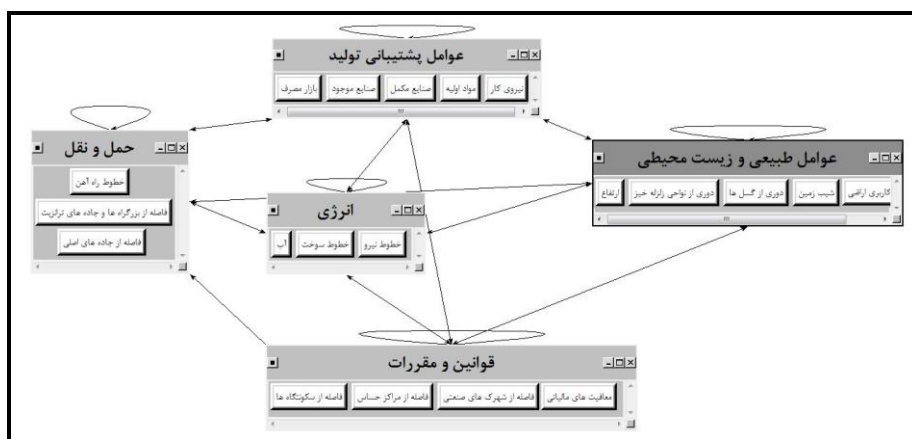 عوامل پشتیبانی تولید
نیروی کار
مواد اولیه
صنایع مکمل
صنایع موجود
بازار مصرف
عوامل طبیعی و زیست محیطی
کاربری اراضی
شیب زمین
دوری از گسل ها
دوری از نواحی زلزله خیز
ارتفاع
حمل و نقل
خطوط راه آهن
فاصله از بزرگراه ها و جاده های ترانزیت
فاصله از جاده های اصلی
انرژی
خطوط نیرو
خطوط سوخت
آب
قوانین و مقررات
معافیت های مالیاتی
فاصله از شهرک های صنعتی
فاصله از مراکز حساس
فاصله از سکونتگاه ها